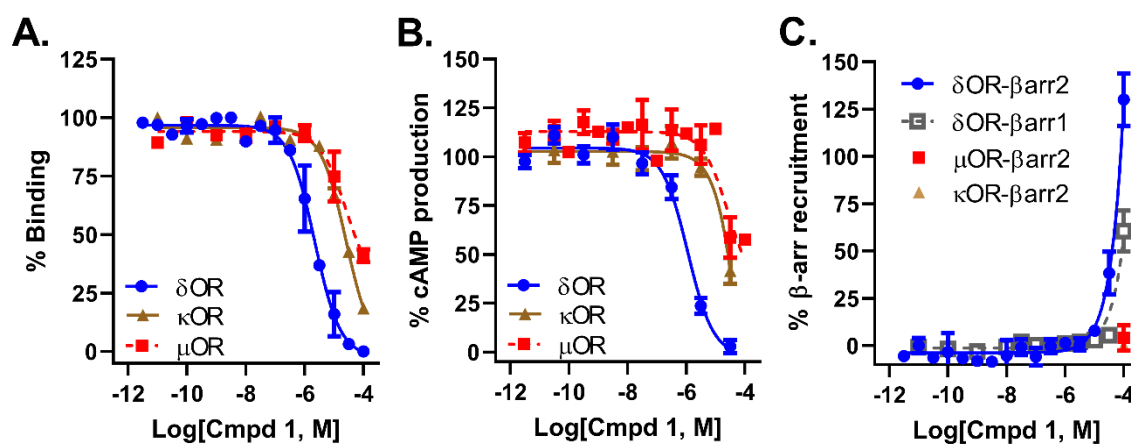 A.
% Binding
125
100
75
50
25
0
-12
-10
-8
-6
-4
Log[Cmpd 1, M]
δOR
κOR
μOR
B.
% cAMP production
150
125
100
75
50
25
0
-12
-10
-8
-6
-4
Log[Cmpd 1, M]
δOR
κOR
μOR
C.
% β-arr recruitment
150
100
50
0
-12
-10
-8
-6
-4
Log[Cmpd 1, M]
δOR-βarr2
δOR-βarr1
μOR-βarr2
κOR-βarr2